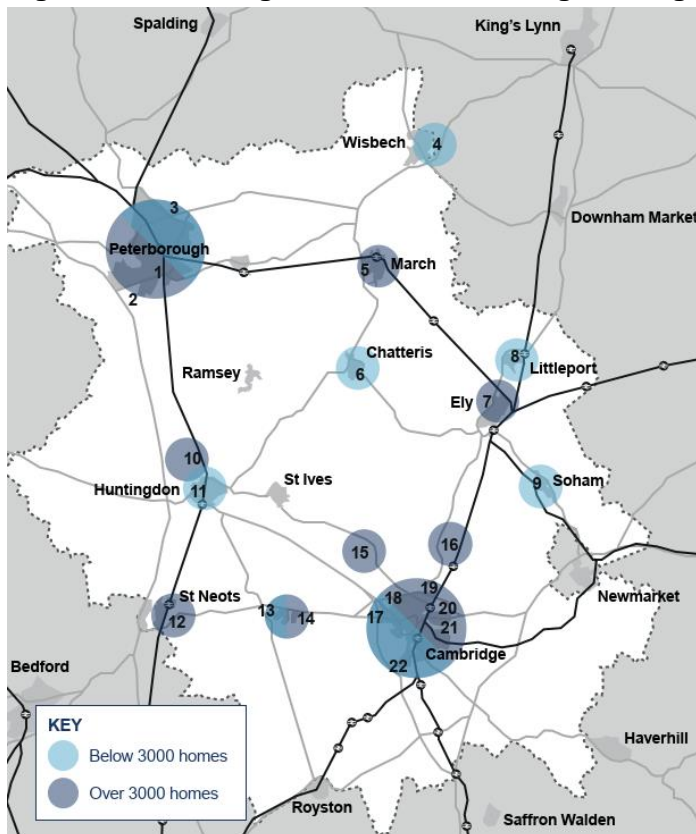 Spalding
King's Lynn
Wisbech
4
Downham Market
3
Peterborough
1
2
5
March
Chatteris
6
8
Littleport
Ramsey
Ely
7
10
Huntingdon
11
St Ives
9
Soham
15
16
Newmarket
St Neots
12
13
14
17
18
19
20
21
22
Cambridge
Bedford
KEY
Below 3000 homes
Over 3000 homes
Haverhill
Royston
Saffron Walden